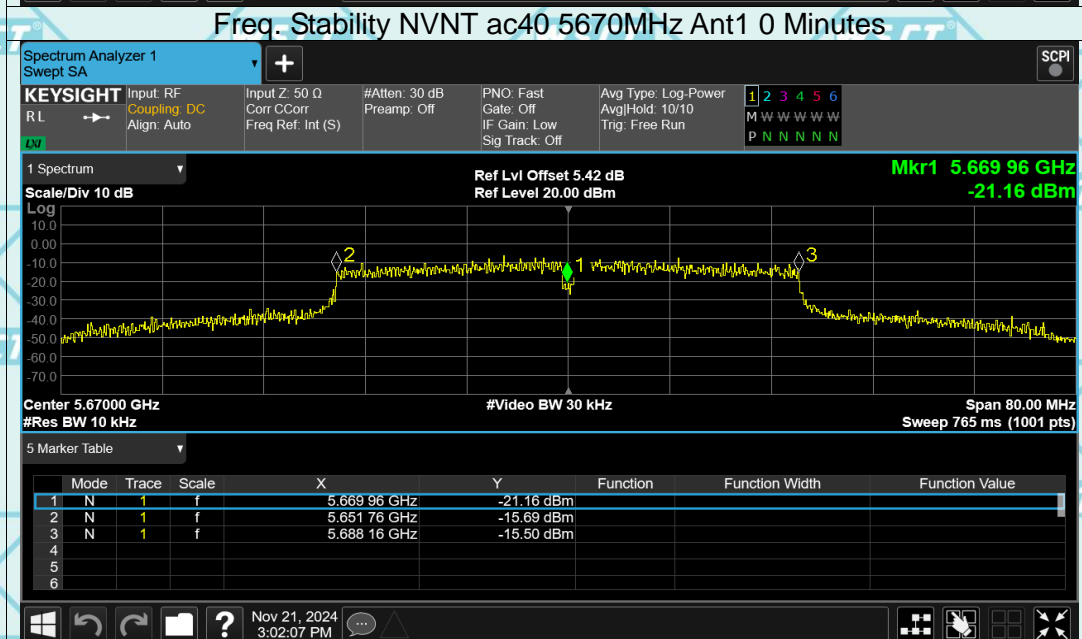 Freq. Stability NVNT ac40 5670MHz Ant1 0 Minutes
Spectrum Analyzer 1
Swept SA
+
SCPI
KEYSIGHT Input: RF Input Z: 50 Ω #Atten: 30 dB PNO: Fast Avg Type: Log-Power 1 2 3 4 5 6
RL Coupling: DC Corr CCorr Preamp: Off Gate: Off Avg|Hold: 10/10 M W W W W W
Align: Auto Freq Ref: Int (S) IF Gain: Low Trig: Free Run
LXI Sig Track: Off P N N N N N
1 Spectrum Ref Lvl Offset 5.42 dB Mkr1 5.669 96 GHz
Scale/Div 10 dB Ref Level 20.00 dBm -21.16 dBm
Log
10.0
0.00
-10.0
-20.0
-30.0
-40.0
-50.0
-60.0
-70.0
2
1
3
Center 5.67000 GHz #Video BW 30 kHz Span 80.00 MHz
#Res BW 10 kHz Sweep 765 ms (1001 pts)
5 Marker Table
Mode Trace Scale X Y Function Function Width Function Value
1 N 1 f 5.669 96 GHz -21.16 dBm
2 N 1 f 5.651 76 GHz -15.69 dBm
3 N 1 f 5.688 16 GHz -15.50 dBm
4
5
6
?
Nov 21, 2024
3:02:07 PM